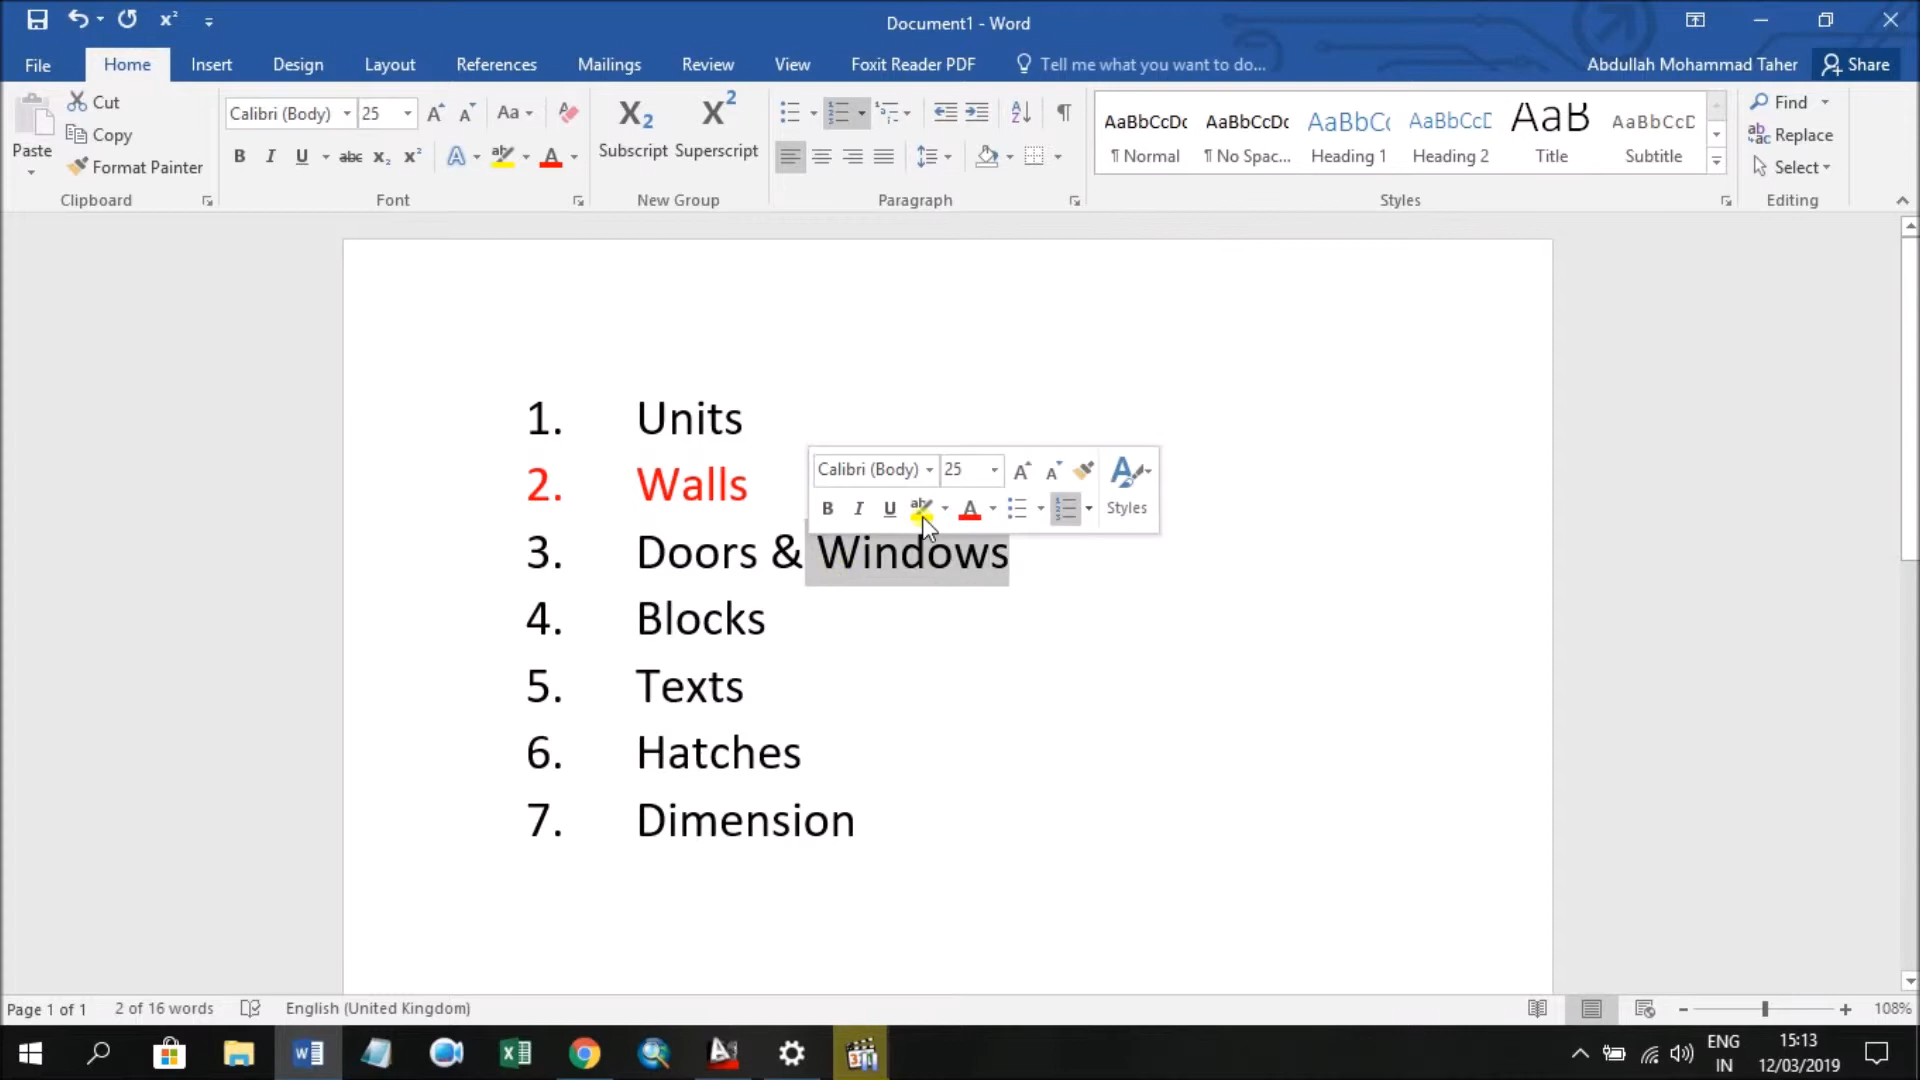 Document1 - Word
File Home Insert Design Layout References Mailings Review View Foxit Reader PDF Tell me what you want to do... Abdullah Mohammad Taher Share
Paste
Cut
Copy
Format Painter
Clipboard
Calibri (Body) 25
Font
Subscript Superscript
New Group
Paragraph
AaBbCcDc AaBbCcDc AaBbCc AaBbCcD AaB AaBbCcD
¶ Normal ¶ No Spac... Heading 1 Heading 2 Title Subtitle
Styles
Find
Replace
Select
Editing
1. Units
2. Walls
Calibri (Body) 25
B I U Styles
3. Doors & Windows
4. Blocks
5. Texts
6. Hatches
7. Dimension
Page 1 of 1 2 of 16 words English (United Kingdom) 108%
ENG
IN
15:13
12/03/2019